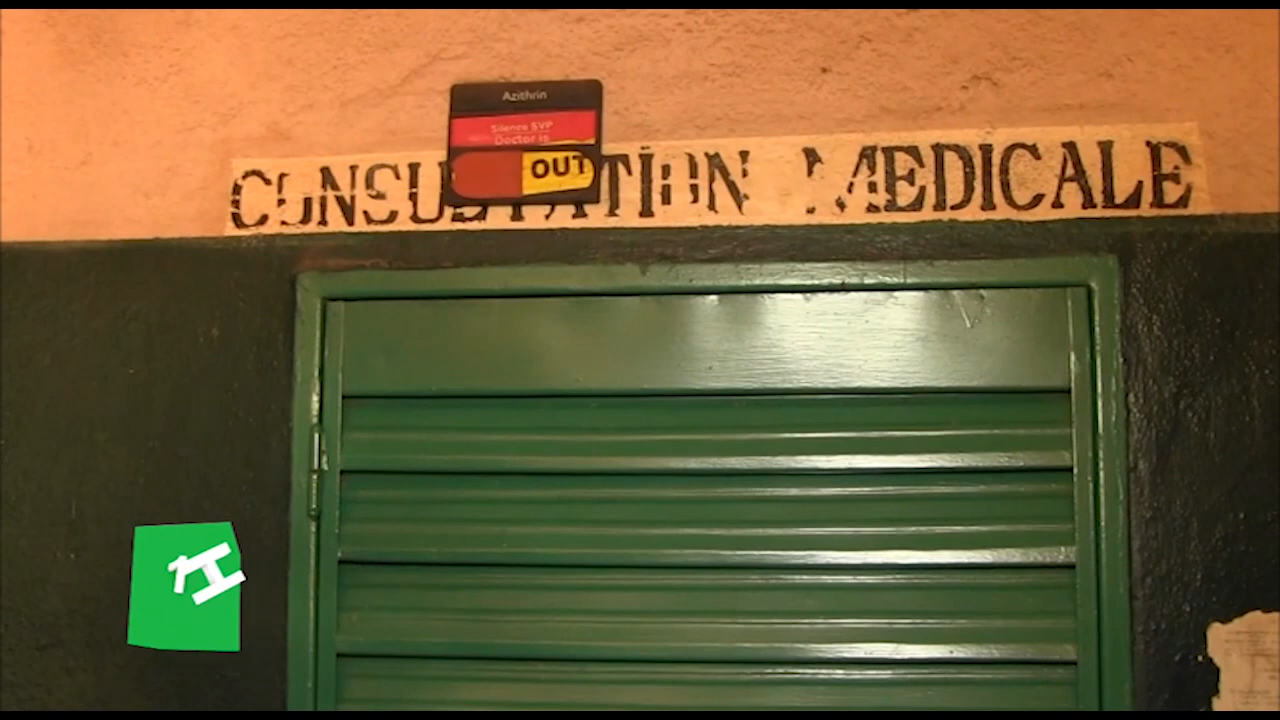 Azithrin
Silence SVP
Doctor is
OUT
CONSULTATION MEDICALE